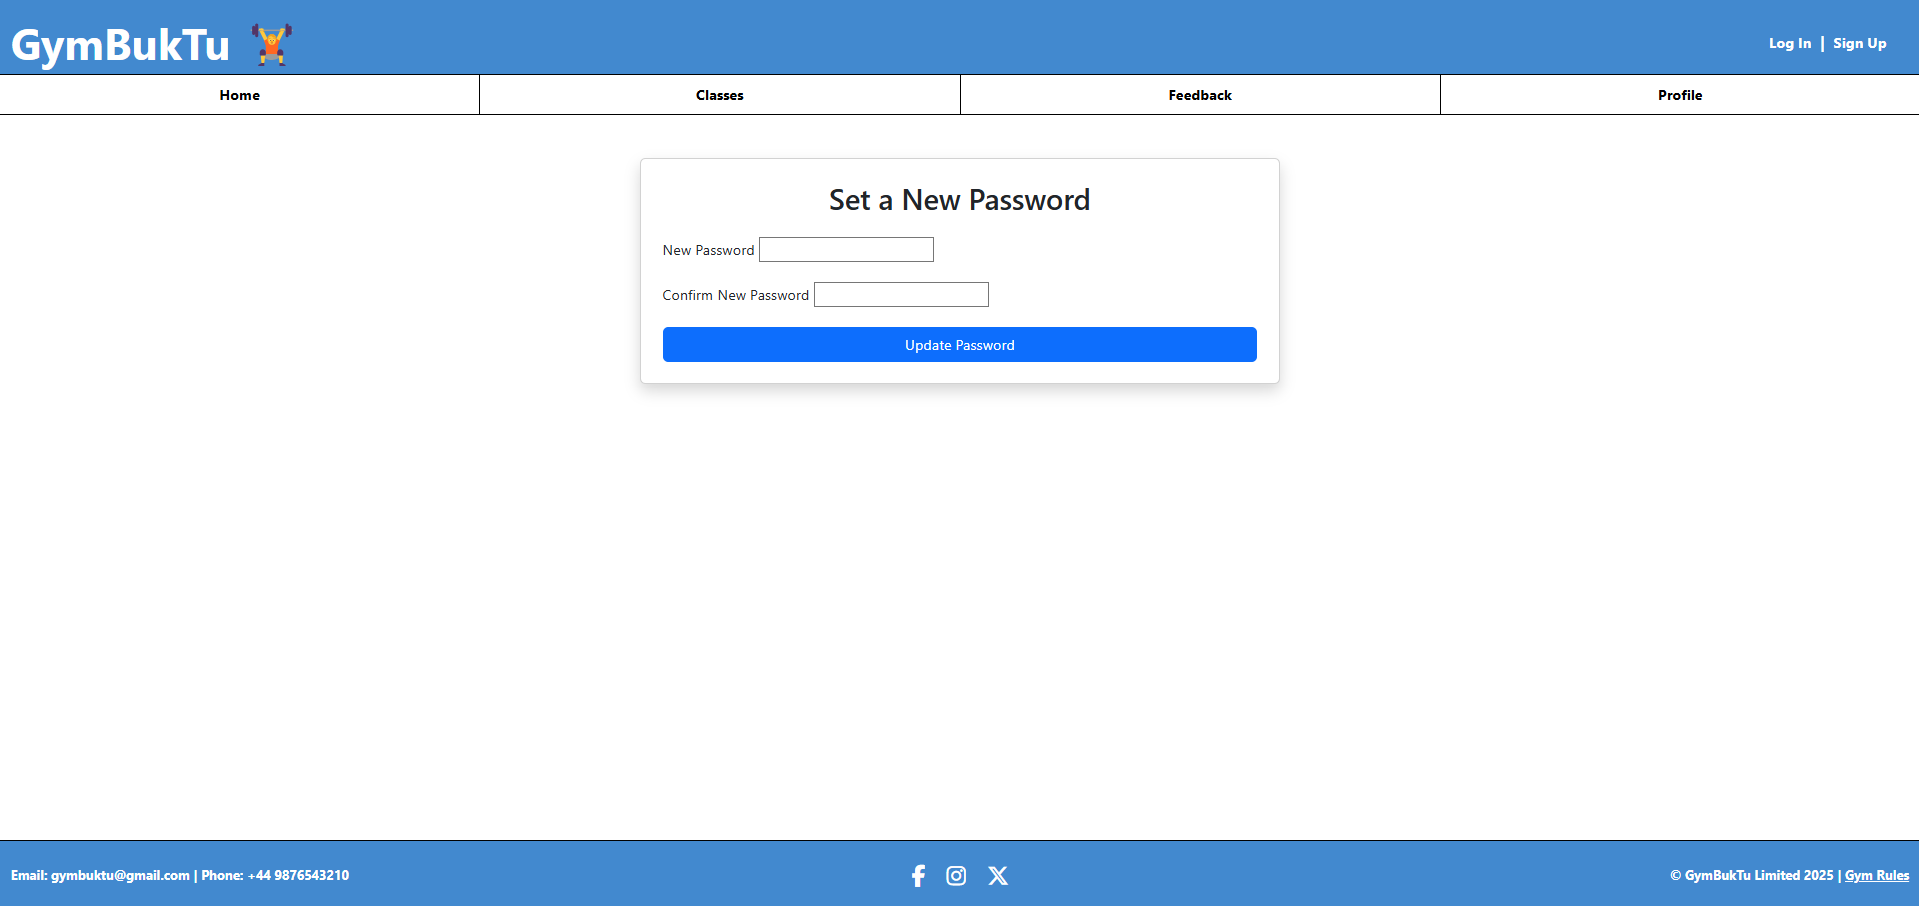 GymBukTu
Log In | Sign Up
Home Classes Feedback Profile
Set a New Password
New Password
Confirm New Password
Update Password
Email: gymbuktu@gmail.com | Phone: +44 9876543210
© GymBukTu Limited 2025 | Gym Rules